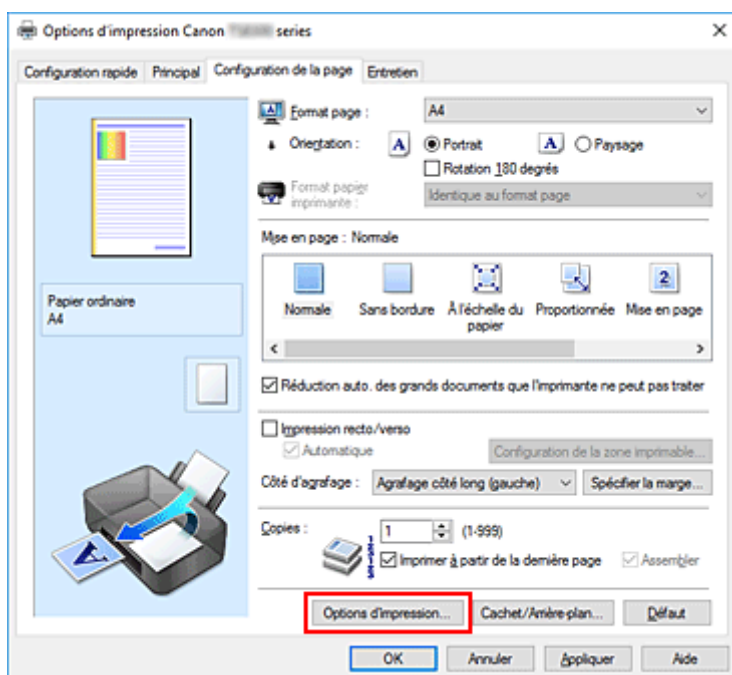 Options d'impression Canon series
Configuration rapide Principal Configuration de la page Entretien
Format page : A4
Orientation : A Portrait A Paysage
Rotation 180 degrés
Format papier imprimante : Identique au format page
Mise en page : Normale
2
Normale Sans bordure À l'échelle du papier Proportionnée Mise en page
Papier ordinaire
A4
Réduction auto. des grands documents que l'imprimante ne peut pas traiter
Impression recto/verso
Automatique Configuration de la zone imprimable...
Côté d'agrafage : Agrafage côté long (gauche) Spécifier la marge...
Copies : 1 (1-999)
Imprimer à partir de la dernière page Assembler
A
Options d'impression... Cachet/Arrière-plan... Défaut
OK Annuler Appliquer Aide